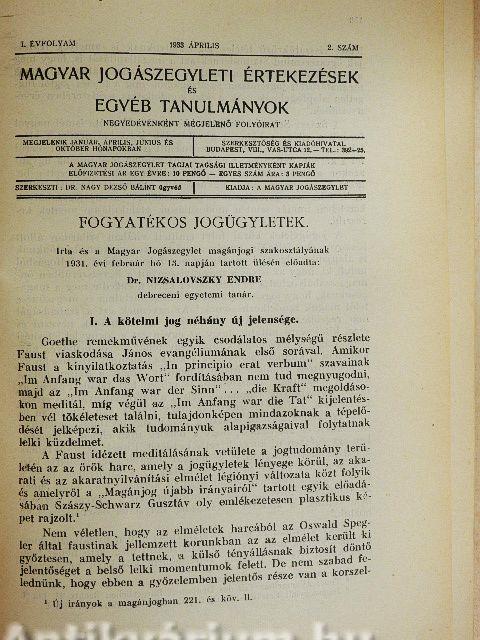 I. ÉVFOLYAM 1933 ÁPRILIS 2. SZÁM
MAGYAR JOGÁSZEGYLETI ÉRTEKEZÉSEK
ÉS
EGYÉB TANULMÁNYOK
NEGYEDÉVENKÉNT MEGJELENŐ FOLYÓIRAT
MEGJELENIK JANUÁR, ÁPRILIS, JÚNIUS ÉS
OKTÓBER HÓNAPOKBAN
SZERKESZTŐSÉG ÉS KIADÓHIVATAL
BUDAPEST, VIII., VAS-UTCA 12. — TEL.:
A MAGYAR JOGÁSZEGYLET TAGJAI TAGSÁGI ILLETMÉNYKÉNT KAPJÁK
ELŐFIZETÉSI ÁR EGY ÉVRE: 10 PENGŐ — EGYES SZÁM ÁRA: 3 PENGŐ
SZERKESZTI: DR. NAGY DEZSŐ BÁLINT ügyvéd
KIADJA: A MAGYAR JOGÁSZEGYLET
FOGYATÉKOS JOGÜGYLETEK.
Irta és a Magyar Jogászegylet magánjogi szakosztályának
1931. évi február hó 13. napján tartott ülésén előadta:
Dr. NIZSALOVSZKY ENDRE
debreceni egyetemi tanár.
I. A kötelmi jog néhány új jelensége.
Goethe remekművének egyik csodálatos mélységű részlete
Faust viaskodása János evangéliumának első sorával. Amikor
Faust a kinyilatkoztatás „In principio erat verbum" szavainak
„Im Anfang war das Wort" fordításában nem tud megnyugodni,
majd az „Im Anfang war der Sinn" ... „die Kraft" megoldáso-
kon meditál, míg végül az „Im Anfang war die Tat" kijelentés-
ben vél tökéleteset találni, tulajdonképen mindazoknak a tépelő-
dését jelképezi, akik tudományuk alapigazságaival folytatnak
lelki küzdelmet.
A Faust idézett meditálásának vetülete a jogtudomány terü-
letén az az örök harc, amely a jogügyletek lényege körül, az aka-
rati és az akaratnyilvánítási elmélet légiónyi változata közt folyik
és amelyről a „Magánjog újabb irányairól" tartott egyik előadá-
sában Szászy-Schwarz Gusztáv oly emlékezetesen plasztikus ké-
pet rajzolt.¹
Nem véletlen, hogy az elméletek harcából az Oswald Speng-
ler által faustinak jellemzett korunkban az az elmélet került ki
győztesen, amely a tettnek, a külső tényállásnak biztosít döntő
jelentőséget a belső lelki momentumok felett. De nem szabad fe-
lednünk, hogy ebben a győzelemben jelentős része van a korszel-
¹ Új irányok a magánjogban 221. és köv. ll.
Antikvárium.hu